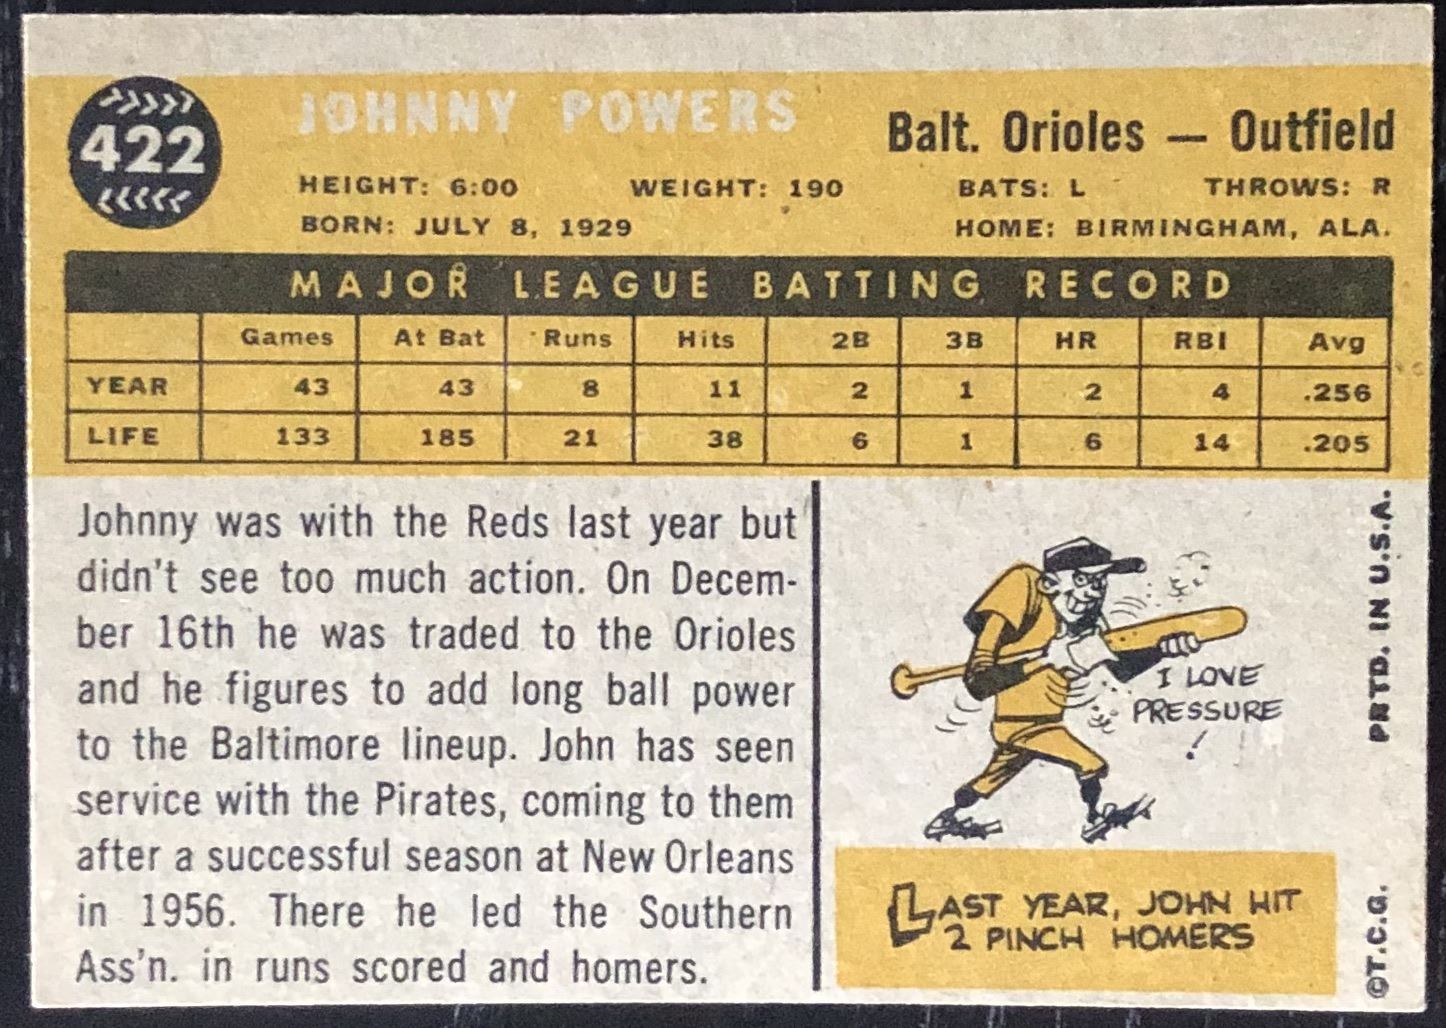 422
JOHNNY POWERS
Balt. Orioles — Outfield
HEIGHT: 6:00 WEIGHT: 190 BATS: L THROWS: R
BORN: JULY 8, 1929 HOME: BIRMINGHAM, ALA.
MAJOR LEAGUE BATTING RECORD
Games At Bat Runs Hits 2B 3B HR RBI Avg
YEAR 43 43 8 11 2 1 2 4 .256
LIFE 133 185 21 38 6 1 6 14 .205
Johnny was with the Reds last year but
didn't see too much action. On Decem-
ber 16th he was traded to the Orioles
and he figures to add long ball power
to the Baltimore lineup. John has seen
service with the Pirates, coming to them
after a successful season at New Orleans
in 1956. There he led the Southern
Ass'n. in runs scored and homers.
I LOVE
PRESSURE
!
LAST YEAR, JOHN HIT
2 PINCH HOMERS
©T.C.G. PRTD. IN U.S.A.